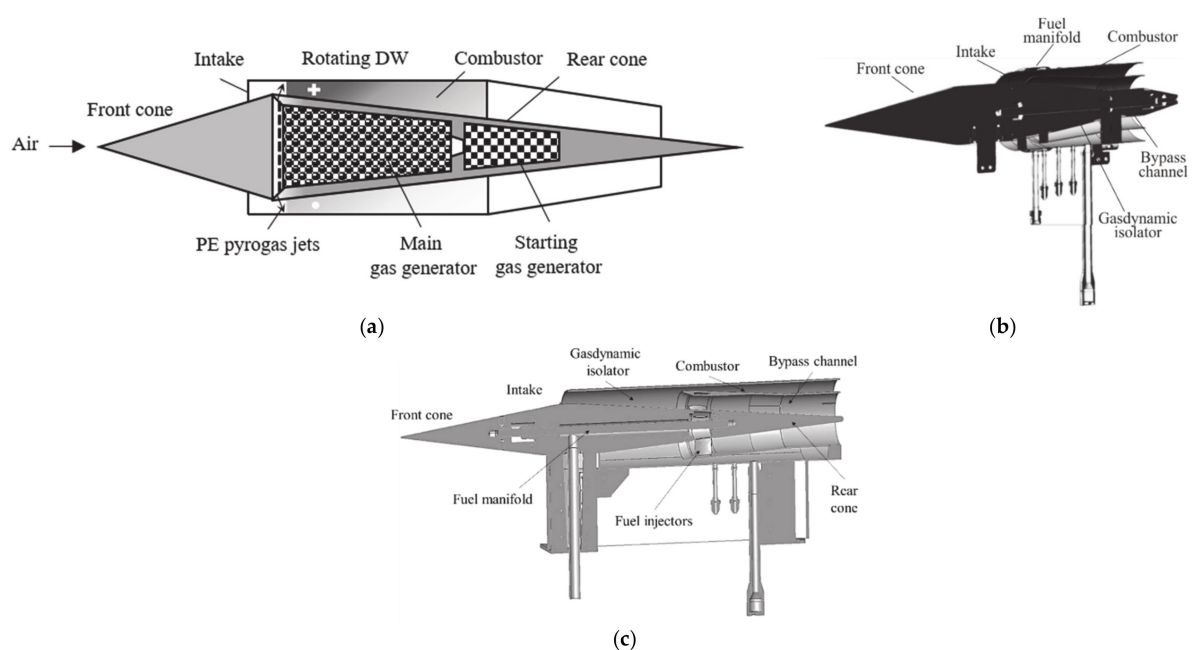 Intake
Rotating DW
Combustor
Rear cone
Front cone
Air
PE pyrogas jets
Main
gas generator
Starting
gas generator
(a)
Fuel
manifold
Combustor
Intake
Front cone
Bypass
channel
Gasdynamic
isolator
(b)
Gasdynamic
isolator
Combustor
Bypass channel
Intake
Front cone
Fuel manifold
Fuel injectors
Rear
cone
(c)